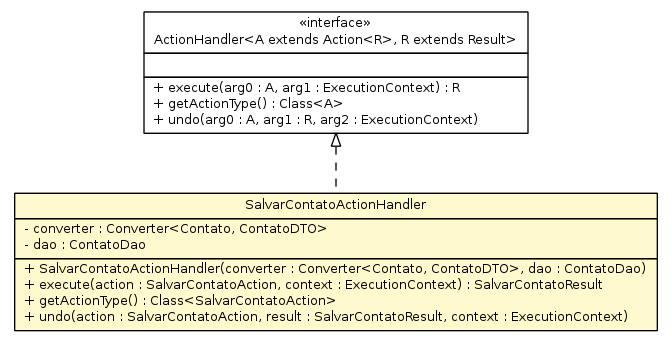 «interface»
ActionHandler<A extends Action<R>, R extends Result>
+ execute(arg0 : A, arg1 : ExecutionContext) : R
+ getActionType() : Class<A>
+ undo(arg0 : A, arg1 : R, arg2 : ExecutionContext)
SalvarContatoActionHandler
- converter : Converter<Contato, ContatoDTO>
- dao : ContatoDao
+ SalvarContatoActionHandler(converter : Converter<Contato, ContatoDTO>, dao : ContatoDao)
+ execute(action : SalvarContatoAction, context : ExecutionContext) : SalvarContatoResult
+ getActionType() : Class<SalvarContatoAction>
+ undo(action : SalvarContatoAction, result : SalvarContatoResult, context : ExecutionContext)